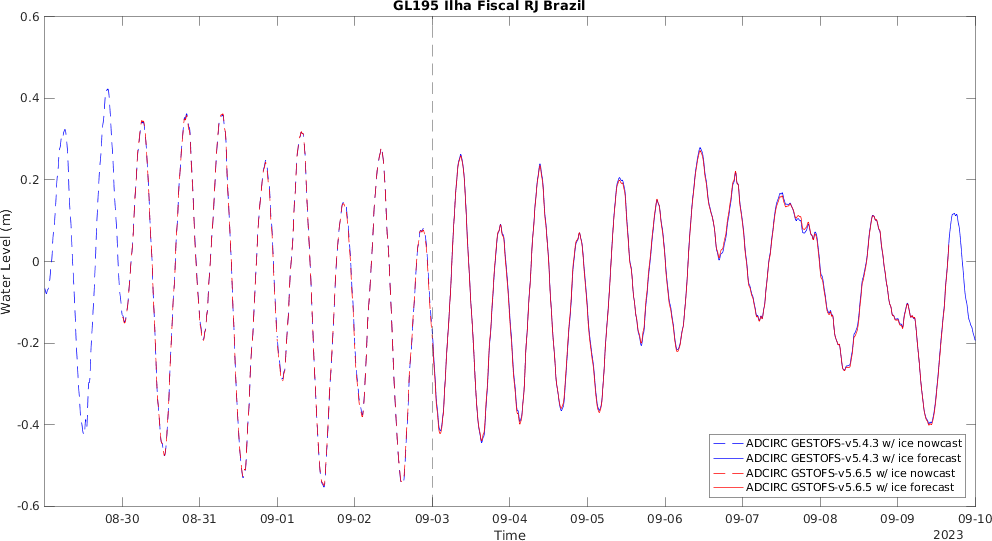 GL195 Ilha Fiscal RJ Brazil
0.6
0.4
0.2
0
-0.2
-0.4
-0.6
Water Level (m)
ADCIRC GESTOFS-v5.4.3 w/ ice nowcast
ADCIRC GESTOFS-v5.4.3 w/ ice forecast
ADCIRC GSTOFS-v5.6.5 w/ ice nowcast
ADCIRC GSTOFS-v5.6.5 w/ ice forecast
08-30 08-31 09-01 09-02 09-03 09-04 09-05 09-06 09-07 09-08 09-09 09-10
Time
2023